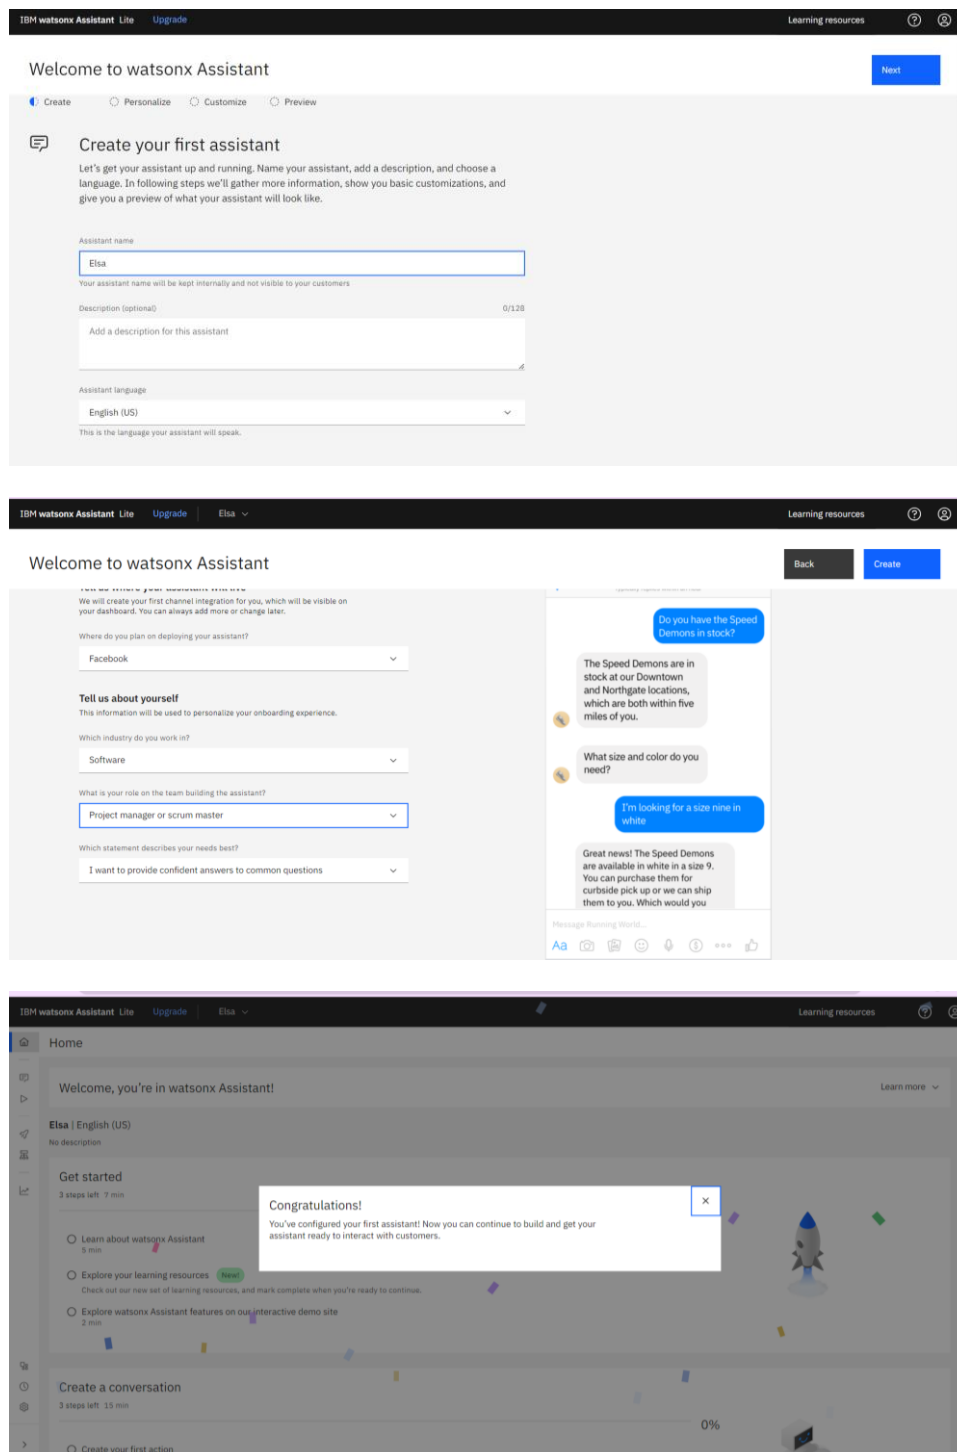 IBM watsonx Assistant Lite Upgrade Learning resources
Welcome to watsonx Assistant
Next
Create Personalize Customize Preview
Create your first assistant
Let's get your assistant up and running. Name your assistant, add a description, and choose a
language. In following steps we'll gather more information, show you basic customizations, and
give you a preview of what your assistant will look like.
Assistant name
Elsa
Your assistant name will be kept internally and not visible to your customers
Description (optional) 0/128
Add a description for this assistant
Assistant language
English (US)
This is the language your assistant will speak.
IBM watsonx Assistant Lite Upgrade Elsa Learning resources
Welcome to watsonx Assistant
Back Create
Tell us where your assistant will live
We will create your first channel integration for you, which will be visible on
your dashboard. You can always add more or change later.
Where do you plan on deploying your assistant?
Facebook
Tell us about yourself
This information will be used to personalize your onboarding experience.
Which industry do you work in?
Software
What is your role on the team building the assistant?
Project manager or scrum master
Which statement describes your needs best?
I want to provide confident answers to common questions
Do you have the Speed
Demons in stock?
The Speed Demons are in
stock at our Downtown
and Northgate locations,
which are both within five
miles of you.
What size and color do you
need?
I'm looking for a size nine in
white
Great news! The Speed Demons
are available in white in a size 9.
You can purchase them for
curbside pick up or we can ship
them to you. Which would you
Message Running World...
Aa
IBM watsonx Assistant Lite Upgrade Elsa Learning resources
Home
Welcome, you're in watsonx Assistant!
Learn more
Elsa | English (US)
No description
Get started
3 steps left 7 min
Congratulations!
You've configured your first assistant! Now you can continue to build and get your
assistant ready to interact with customers.
Learn about watsonx Assistant
5 min
Explore your learning resources New!
Check out our new set of learning resources, and mark complete when you're ready to continue.
Explore watsonx Assistant features on our interactive demo site
2 min
Create a conversation
3 steps left 15 min
0%
Create your first action